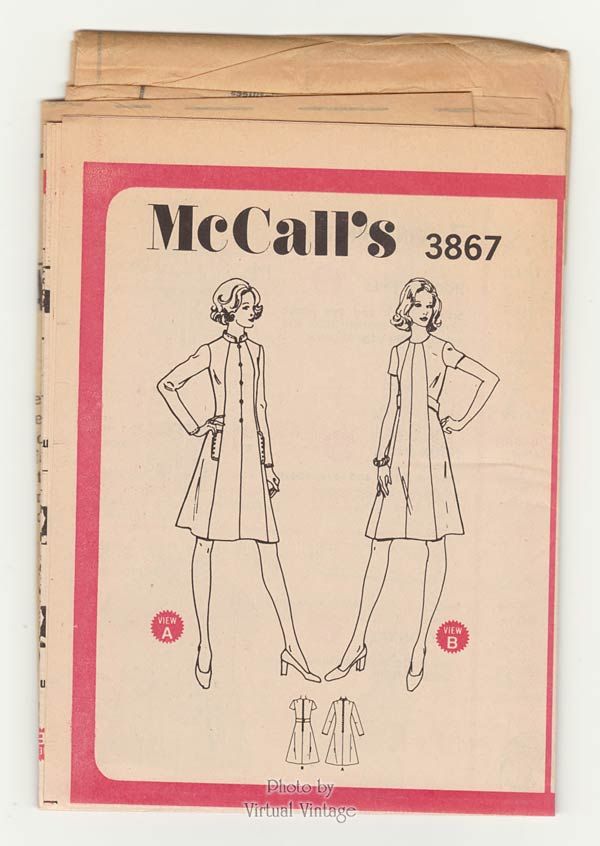 McCall's 3867
VIEW
A
VIEW
B
B
A
Photo by
Virtual Vintage